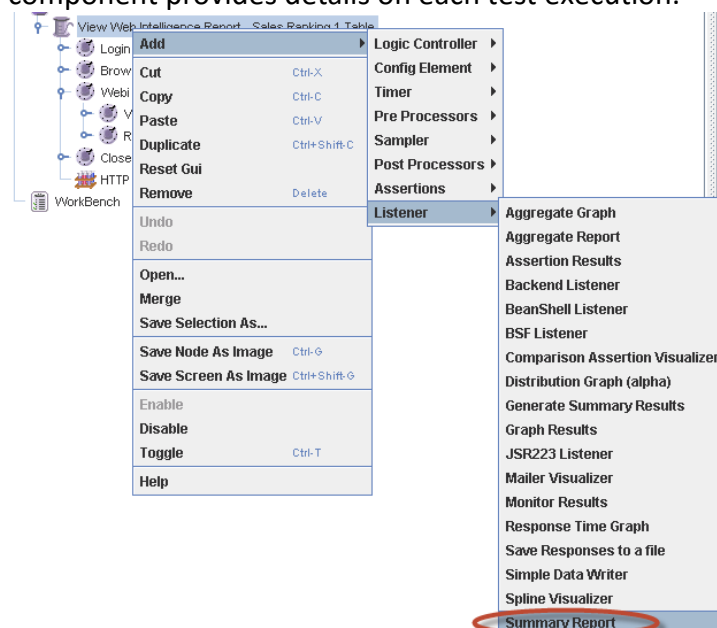 component provides details on each test execution.
View Web Intelligence Report Sales Ranking 1 Table
Login
Brow
Webi
V
R
Close
HTTP
WorkBench
Add
Cut Ctrl-X
Copy Ctrl-C
Paste Ctrl-V
Duplicate Ctrl+Shift-C
Reset Gui
Remove Delete
Undo
Redo
Open...
Merge
Save Selection As...
Save Node As Image Ctrl-G
Save Screen As Image Ctrl+Shift-G
Enable
Disable
Toggle Ctrl-T
Help
Logic Controller
Config Element
Timer
Pre Processors
Sampler
Post Processors
Assertions
Listener
Aggregate Graph
Aggregate Report
Assertion Results
Backend Listener
BeanShell Listener
BSF Listener
Comparison Assertion Visualizer
Distribution Graph (alpha)
Generate Summary Results
Graph Results
JSR223 Listener
Mailer Visualizer
Monitor Results
Response Time Graph
Save Responses to a file
Simple Data Writer
Spline Visualizer
Summary Report